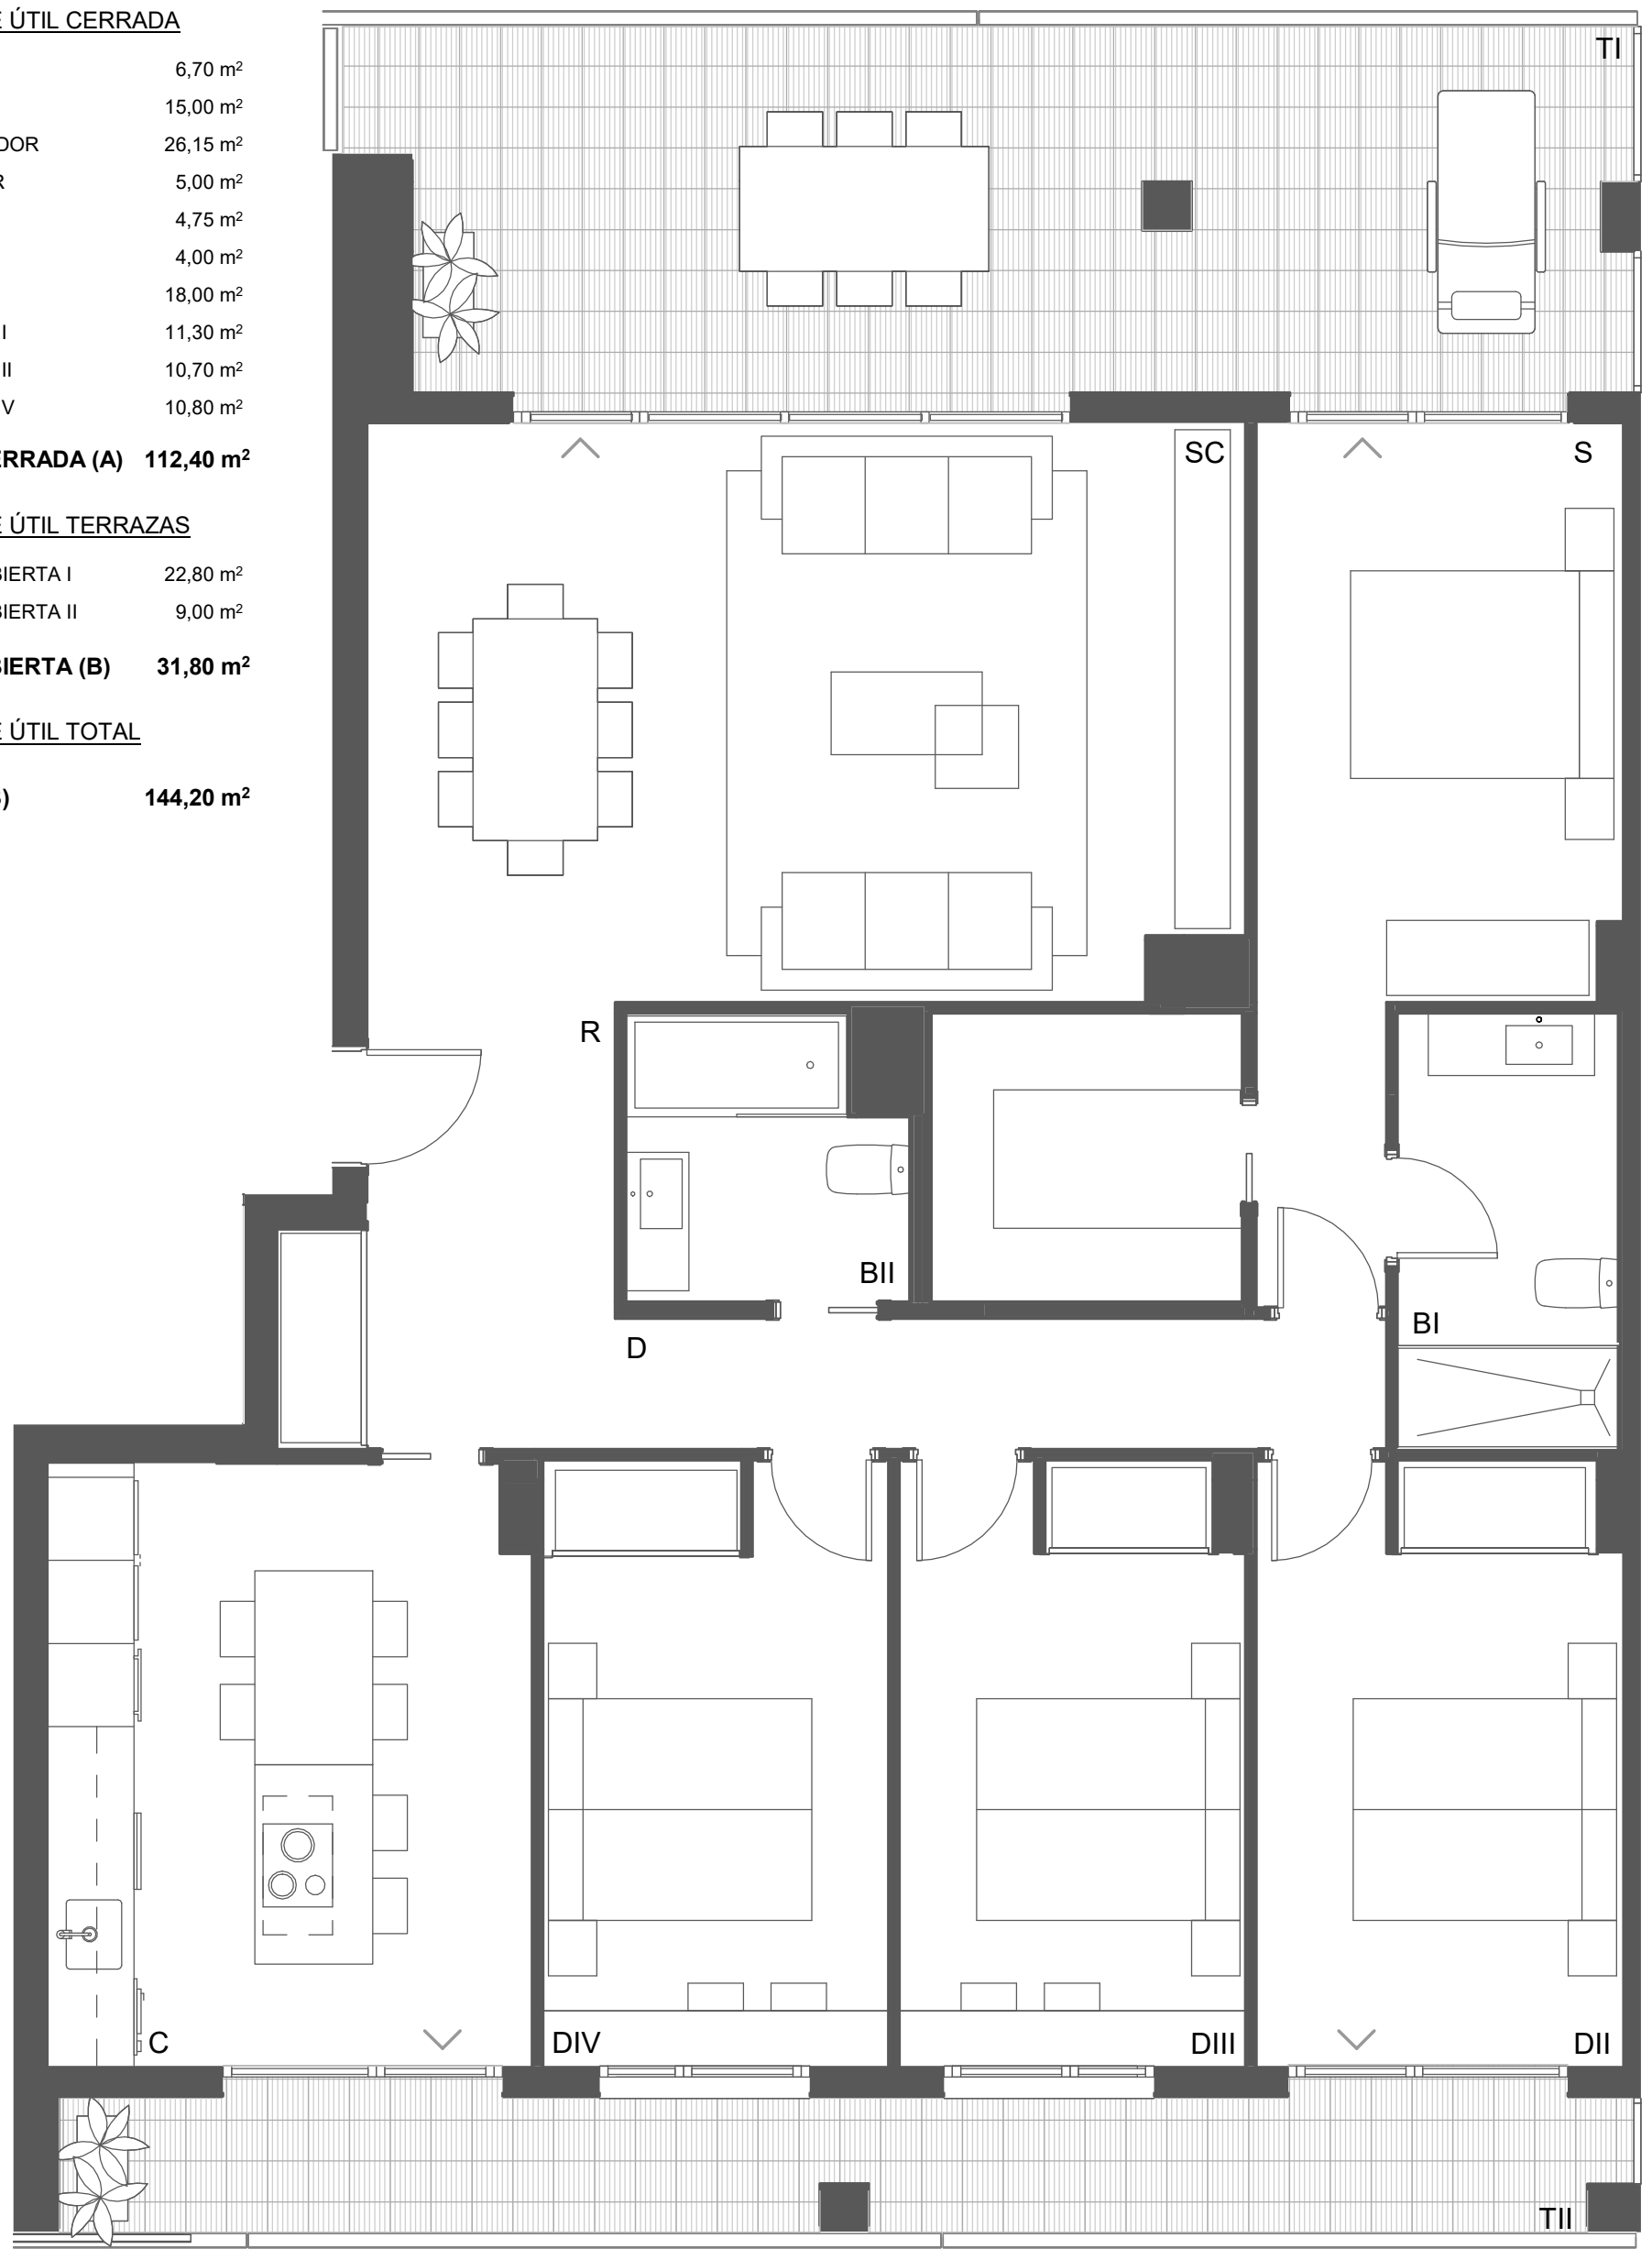 E ÚTIL CERRADA
6,70 m²
15,00 m²
DOR 26,15 m²
R 5,00 m²
4,75 m²
4,00 m²
18,00 m²
I 11,30 m²
II 10,70 m²
V 10,80 m²
ERRADA (A) 112,40 m²
E ÚTIL TERRAZAS
BIERTA I 22,80 m²
BIERTA II 9,00 m²
BIERTA (B) 31,80 m²
E ÚTIL TOTAL
) 144,20 m²
TI
SC
S
R
BII
BI
D
C
DIV
DIII
DII
TII